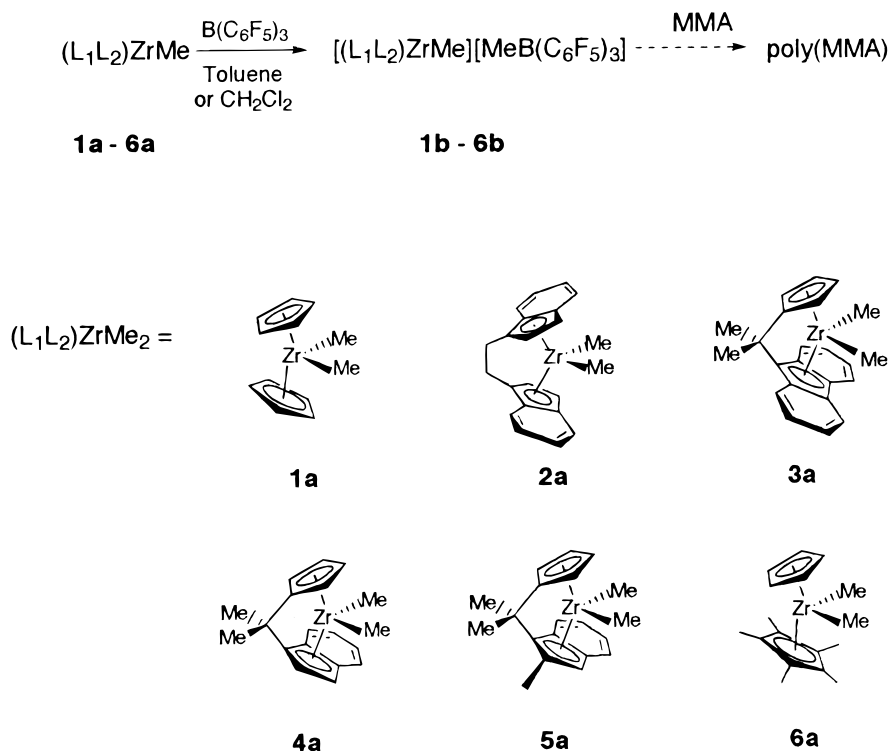 B(C₆F₅)₃
(L₁L₂)ZrMe
Toluene
or CH₂Cl₂
[(L₁L₂)ZrMe][MeB(C₆F₅)₃]
MMA
poly(MMA)
1a - 6a
1b - 6b
(L₁L₂)ZrMe₂ =
Zr Me Me
1a
Zr Me Me
2a
Me Me Zr Me Me
3a
Me Me Zr Me Me
4a
Me Me Zr Me Me
5a
Zr Me Me
6a